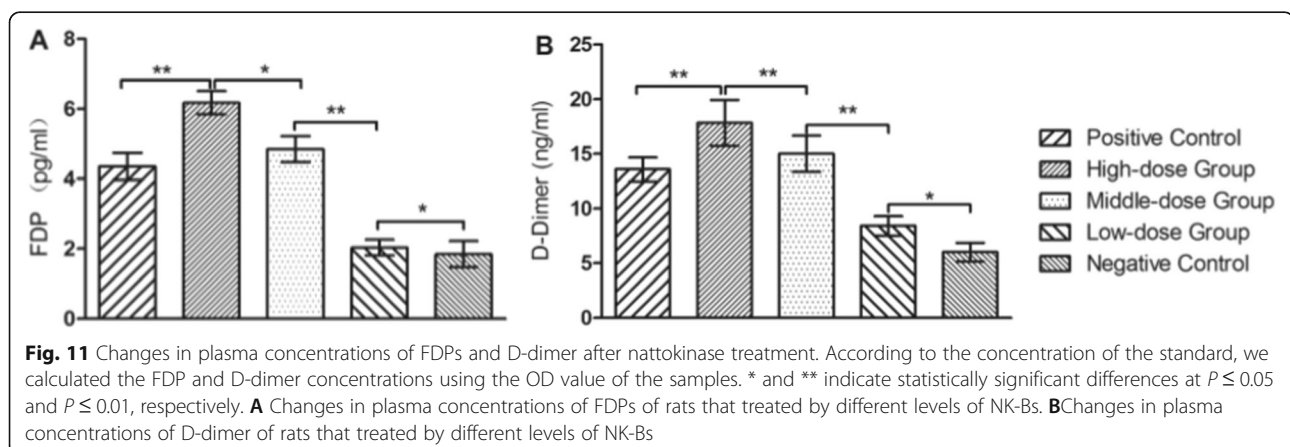 A
8
6
4
2
0
FDP (pg/ml)
** * ** *
B
25
20
15
10
5
0
D-Dimer (ng/ml)
** ** ** *
Positive Control
High-dose Group
Middle-dose Group
Low-dose Group
Negative Control
Fig. 11 Changes in plasma concentrations of FDPs and D-dimer after nattokinase treatment. According to the concentration of the standard, we
calculated the FDP and D-dimer concentrations using the OD value of the samples. * and ** indicate statistically significant differences at P ≤ 0.05
and P ≤ 0.01, respectively. A Changes in plasma concentrations of FDPs of rats that treated by different levels of NK-Bs. BChanges in plasma
concentrations of D-dimer of rats that treated by different levels of NK-Bs